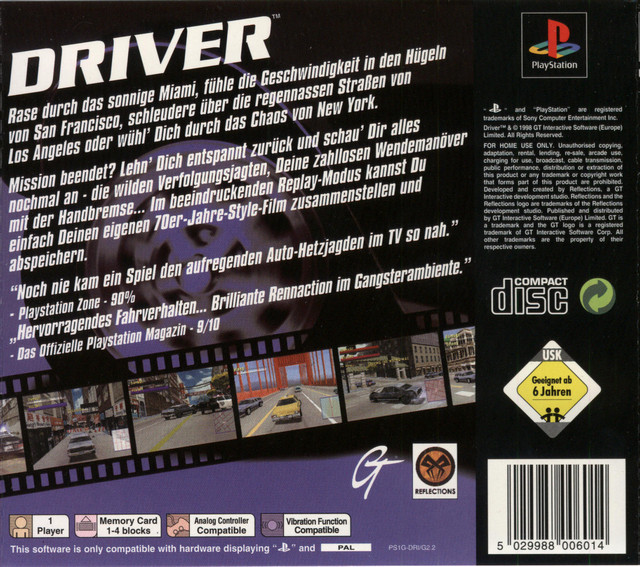 DRIVER™
Rase durch das sonnige Miami, fühle die Geschwindigkeit in den Hügeln
von San Francisco, schleudere über die regennassen Straßen von
Los Angeles oder wühl' Dich durch das Chaos von New York.
Mission beendet? Lehn' Dich entspannt zurück und schau' Dir alles
nochmal an - die wilden Verfolgungsjagten, Deine zahllosen Wendemanöver
mit der Handbremse... Im beeindruckenden Replay-Modus kannst Du
einfach Deinen eigenen 70er-Jahre-Style-Film zusammenstellen und
abspeichern.
"Noch nie kam ein Spiel den aufregenden Auto-Hetzjagden im TV so nah."
- Playstation Zone - 90%
„Hervorragendes Fahrverhalten... Brilliante Rennaction im Gangsterambiente."
- Das Offizielle Playstation Magazin - 9/10
GT
REFLECTIONS
1
Player
Memory Card
1-4 blocks
Analog Controller
Compatible
Vibration Function
Compatible
This software is only compatible with hardware displaying " " and PAL
PS1G-DRI/G2.2
PlayStation
" " and "PlayStation" are registered
trademarks of Sony Computer Entertainment Inc.
Driver™ & © 1998 GT Interactive Software (Europe)
Limited. All Rights Reserved.
FOR HOME USE ONLY. Unauthorised copying,
adaptation, rental, lending, re-sale, arcade use,
charging for use, broadcast, cable transmission,
public performance, distribution or extraction of
this product or any trademark or copyright work
that forms part of this product are prohibited.
Developed and created by Reflections, a GT
Interactive development studio. Reflections and the
Reflections logo are trademarks of the Reflections
development studio. Published and distributed
by GT Interactive Software (Europe) Limited. GT is
a trademark and the GT logo is a registered
trademark of GT Interactive Software Corp. All
other trademarks are the property of their
respective owners.
COMPACT
disc
USK
Geeignet ab
6 Jahren
5 029988 006014